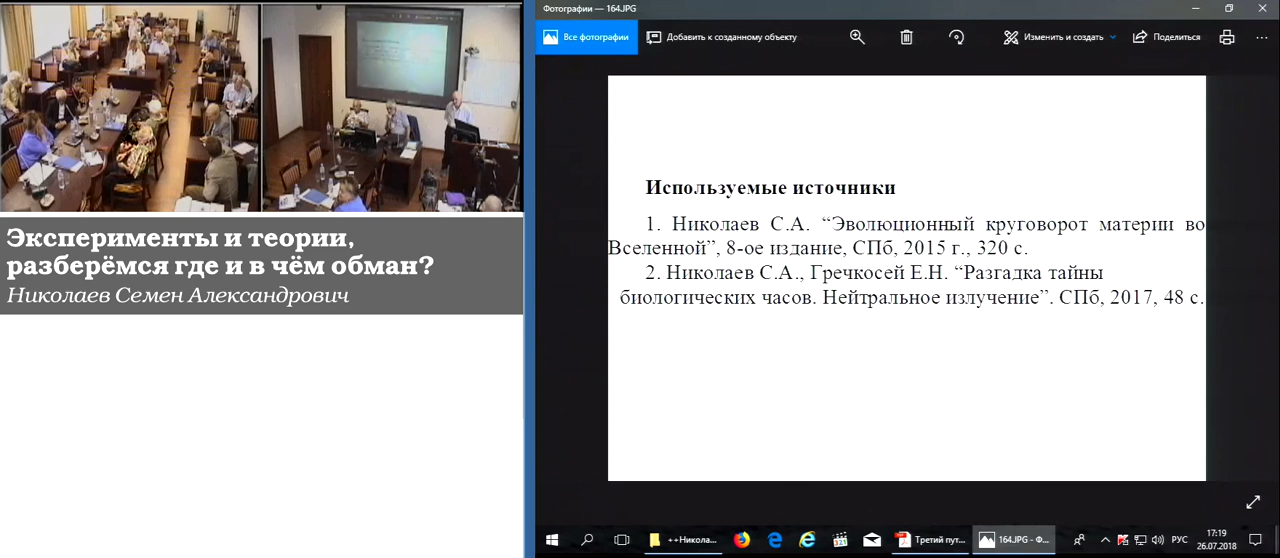 Эксперименты и теории,
разберёмся где и в чём обман?
Николаев Семен Александрович
Фотографии — 164.JPG
Все фотографии
Добавить к созданному объекту
Изменить и создать
Поделиться
Используемые источники
1. Николаев С.А. “Эволюционный круговорот материи во
Вселенной”, 8-ое издание, СПб, 2015 г., 320 с.
2. Николаев С.А., Гречкосей Е.Н. “Разгадка тайны
биологических часов. Нейтральное излучение”. СПб, 2017, 48 с.
++Никола...
Третий пут...
164.JPG - Ф...
РУС
17:19
26.07.2018